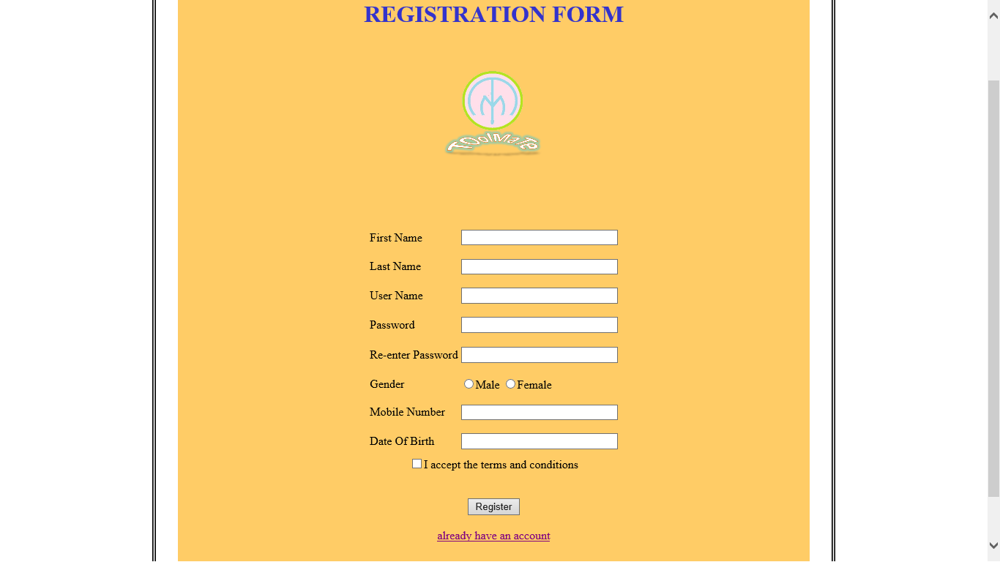 REGISTRATION FORM
TOolMaTe
First Name
Last Name
User Name
Password
Re-enter Password
Gender Male Female
Mobile Number
Date Of Birth
I accept the terms and conditions
Register
already have an account